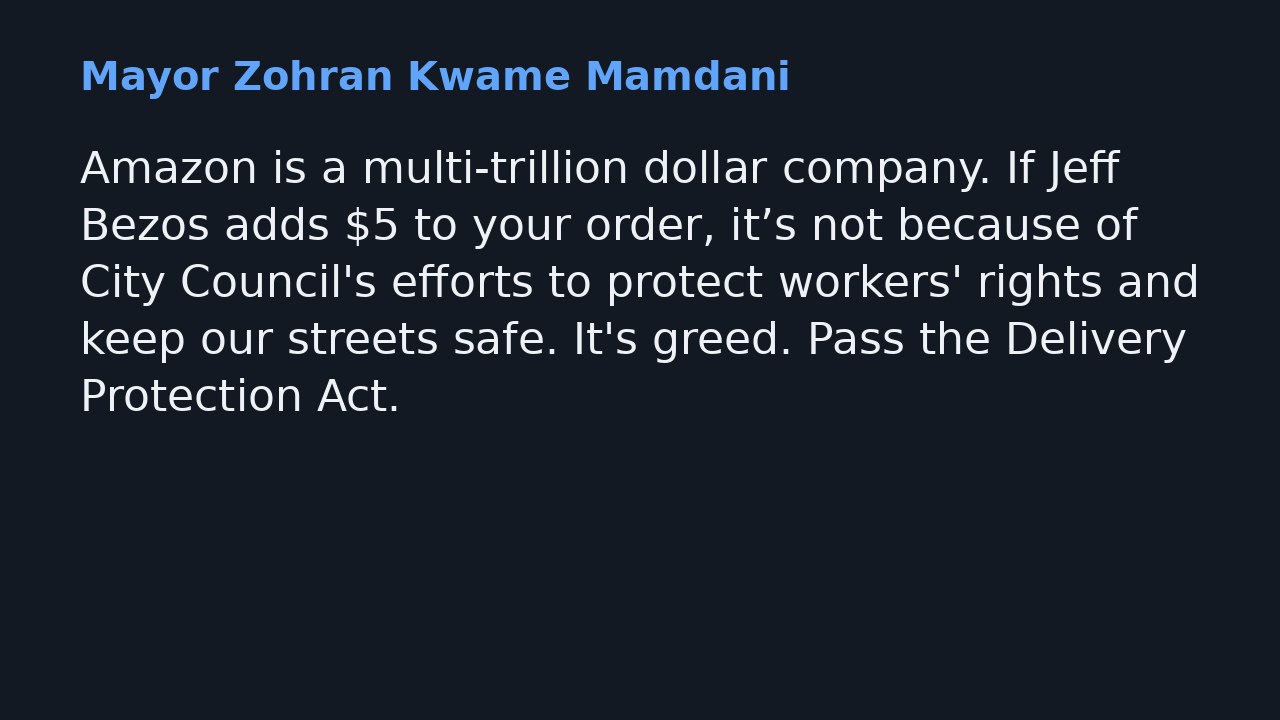 Mayor Zohran Kwame Mamdani
Amazon is a multi-trillion dollar company. If Jeff
Bezos adds $5 to your order, it’s not because of
City Council's efforts to protect workers' rights and
keep our streets safe. It's greed. Pass the Delivery
Protection Act.